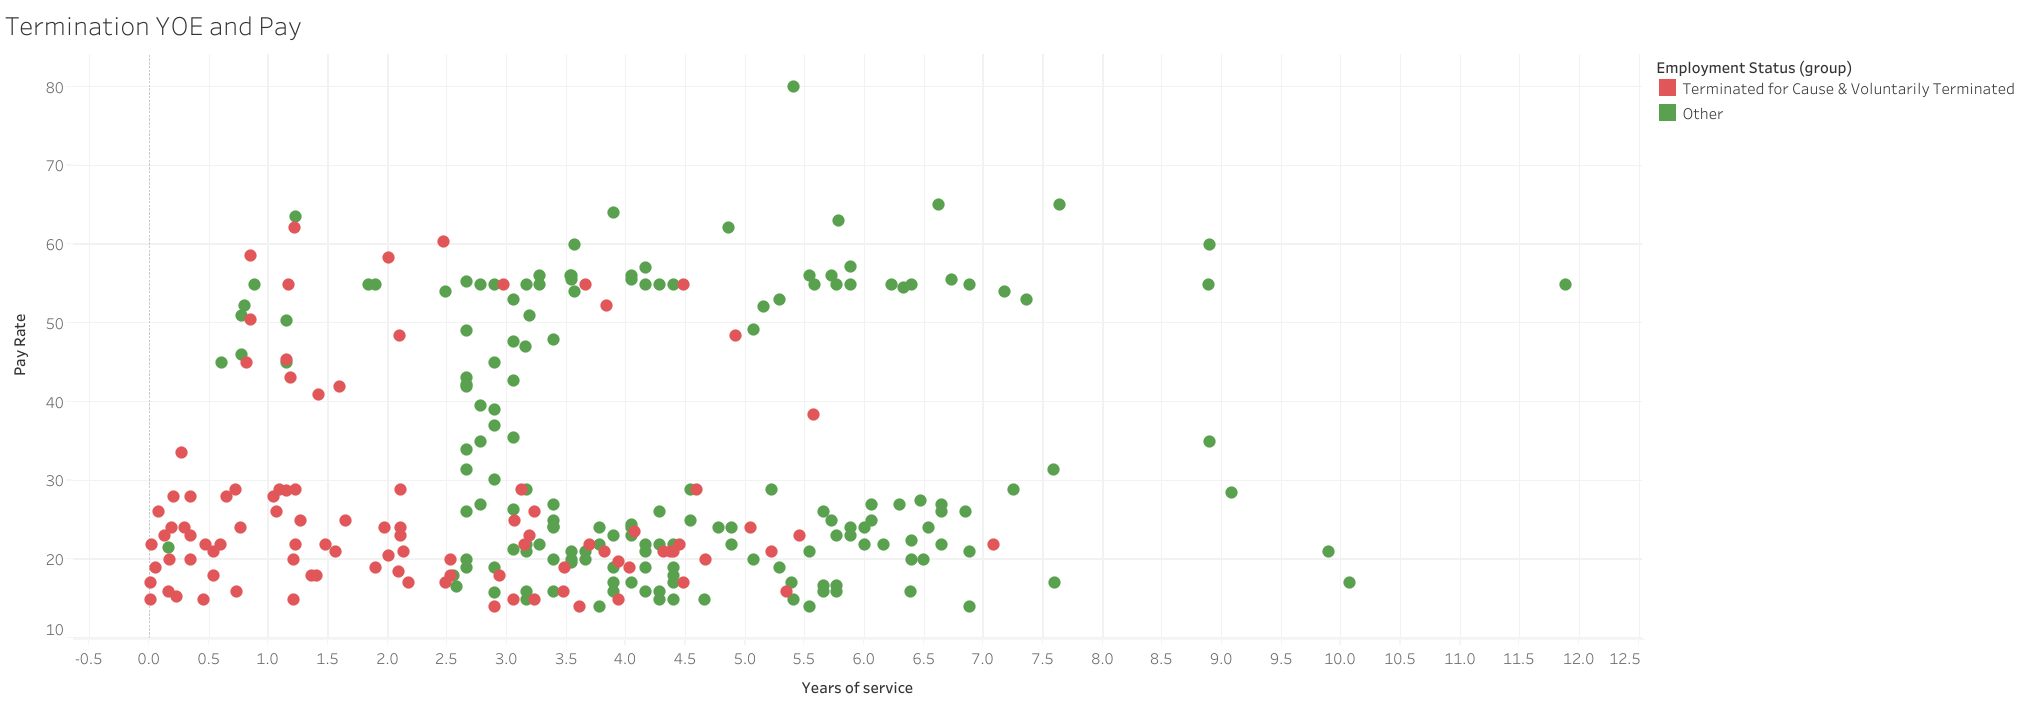 Termination YOE and Pay
Employment Status (group)
Terminated for Cause & Voluntarily Terminated
Other
80
70
60
50
40
30
20
10
Pay Rate
-0.5 0.0 0.5 1.0 1.5 2.0 2.5 3.0 3.5 4.0 4.5 5.0 5.5 6.0 6.5 7.0 7.5 8.0 8.5 9.0 9.5 10.0 10.5 11.0 11.5 12.0 12.5
Years of service